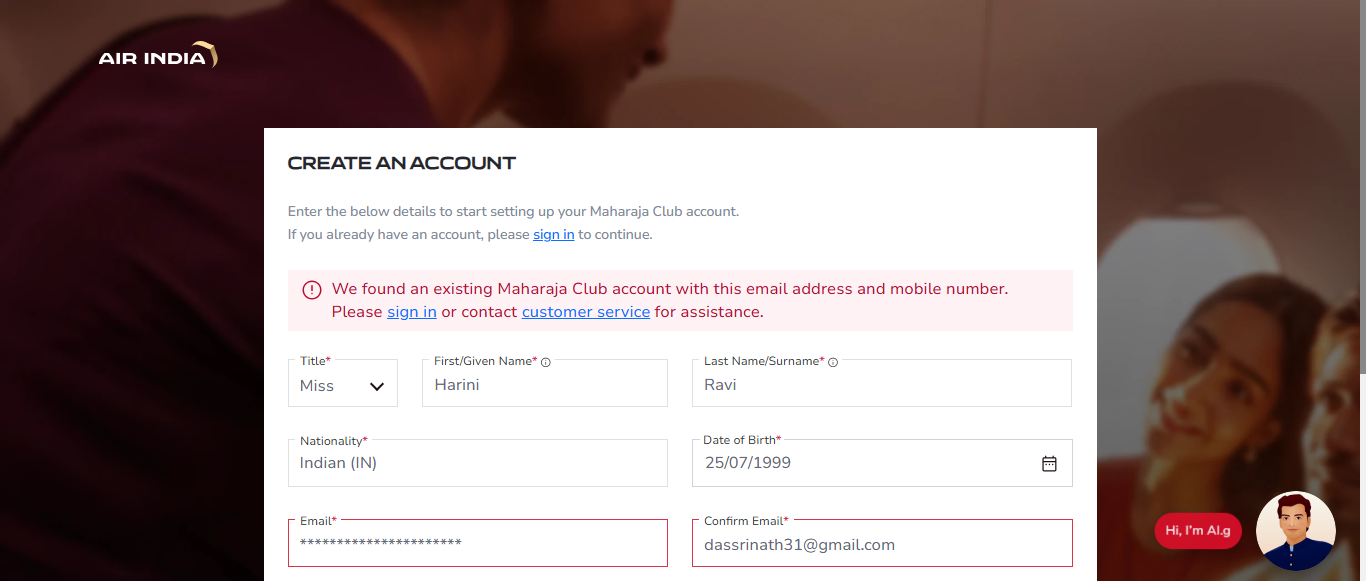 AIR INDIA
CREATE AN ACCOUNT
Enter the below details to start setting up your Maharaja Club account.
If you already have an account, please sign in to continue.
We found an existing Maharaja Club account with this email address and mobile number.
Please sign in or contact customer service for assistance.
Title* First/Given Name* Last Name/Surname*
Miss Harini Ravi
Nationality* Date of Birth*
Indian (IN) 25/07/1999
Email* Confirm Email*
********************** dassrinath31@gmail.com
Hi, I'm AI.g